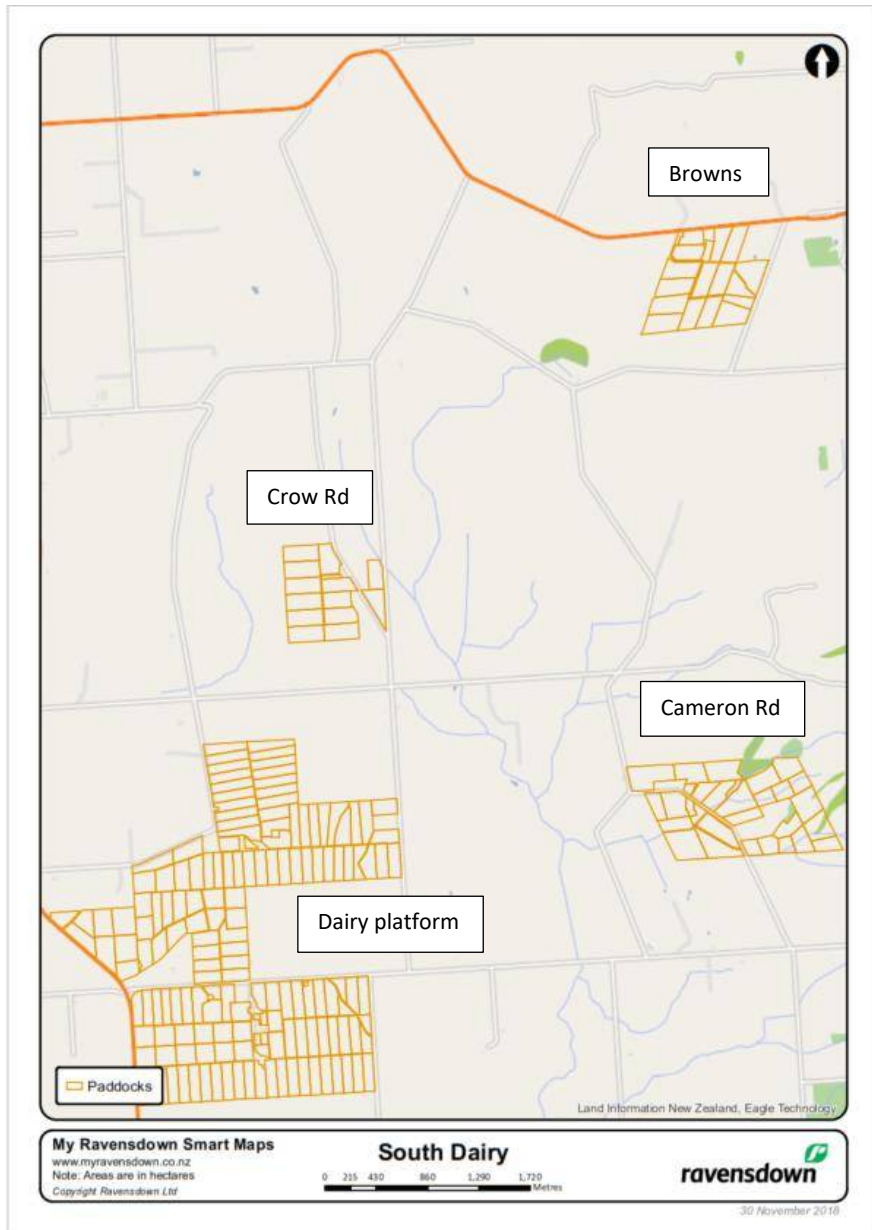 Browns
Crow Rd
Cameron Rd
Dairy platform
Paddocks
Land Information New Zealand, Eagle Technology
My Ravensdown Smart Maps
www.myravensdown.co.nz
Note: Areas are in hectares
Copyright Ravensdown Ltd
South Dairy
0 215 430 860 1,290 1,720
Metres
ravensdown
30 November 2018